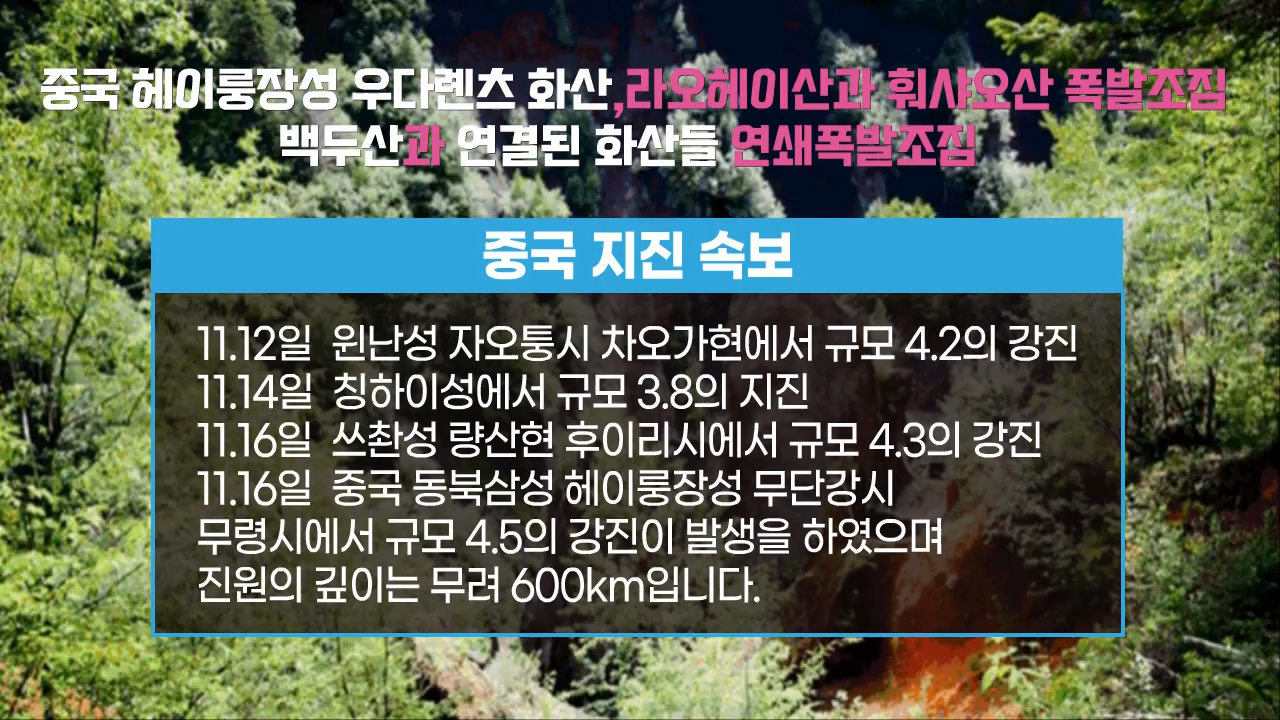 중국 헤이룽장성 우다롄츠 화산,라오헤이산과 훠샤오산 폭발조짐
백두산과 연결된 화산들 연쇄폭발조짐
중국 지진 속보
11.12일 윈난성 자오퉁시 차오가현에서 규모 4.2의 강진
11.14일 칭하이성에서 규모 3.8의 지진
11.16일 쓰촨성 량산현 후이리시에서 규모 4.3의 강진
11.16일 중국 동북삼성 헤이룽장성 무단강시
무령시에서 규모 4.5의 강진이 발생을 하였으며
진원의 깊이는 무려 600km입니다.